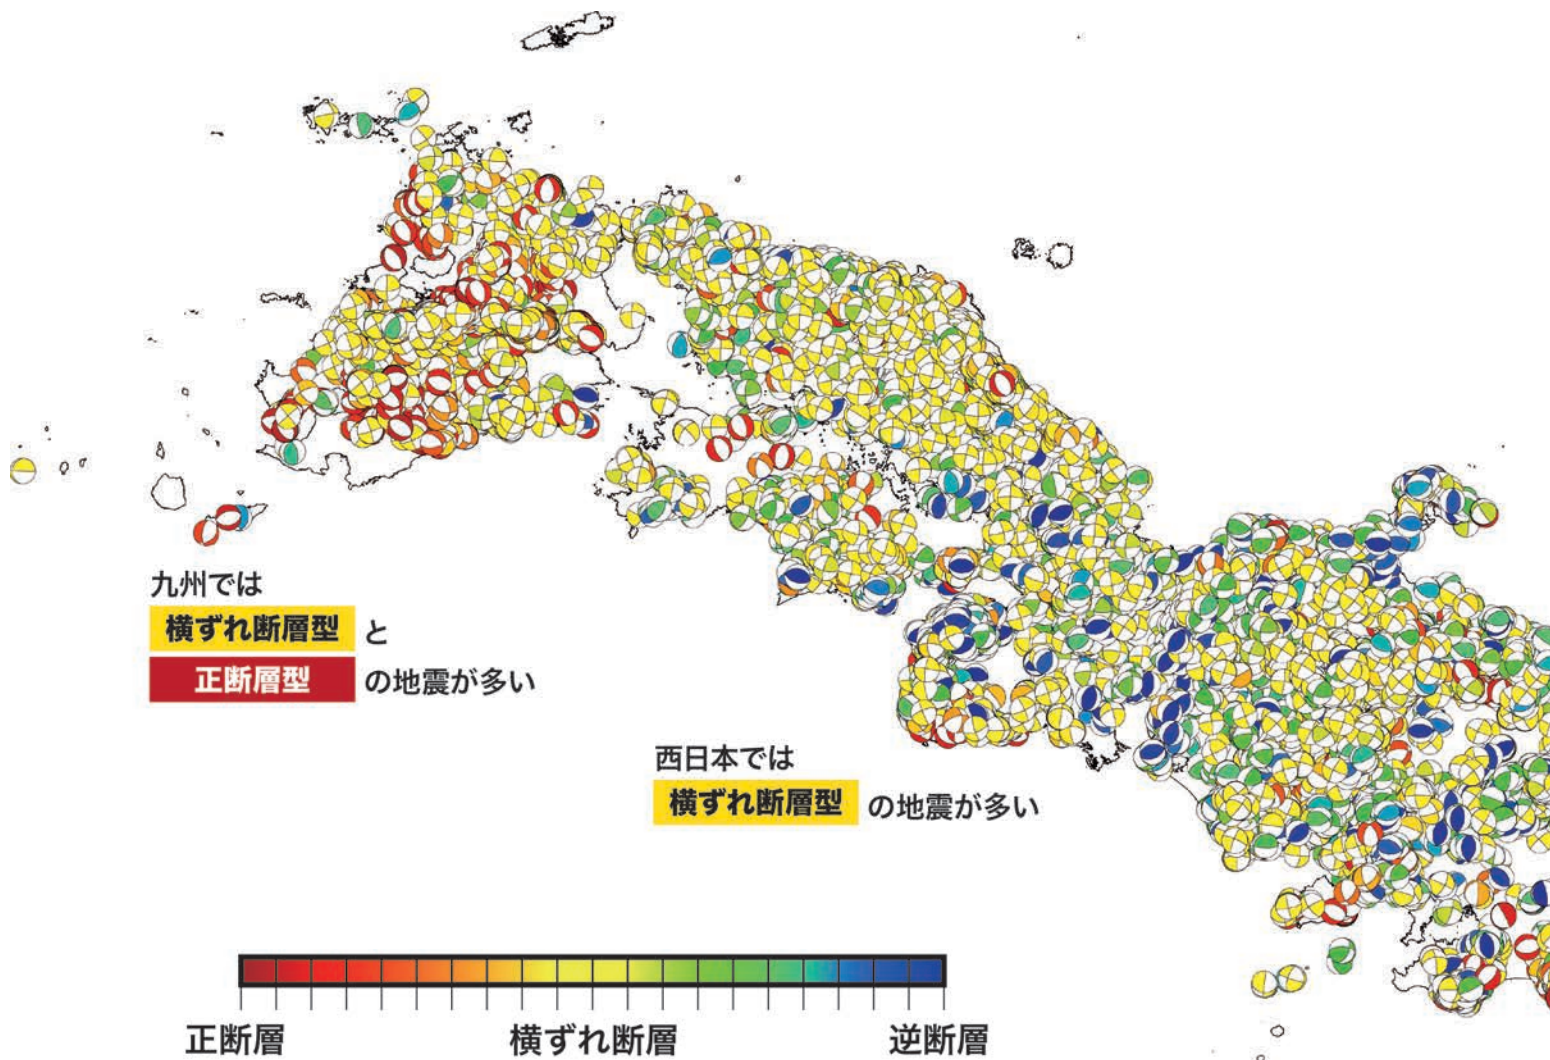 九州では
横ずれ断層型 と
正断層型 の地震が多い
西日本では
横ずれ断層型 の地震が多い
正断層 横ずれ断層 逆断層